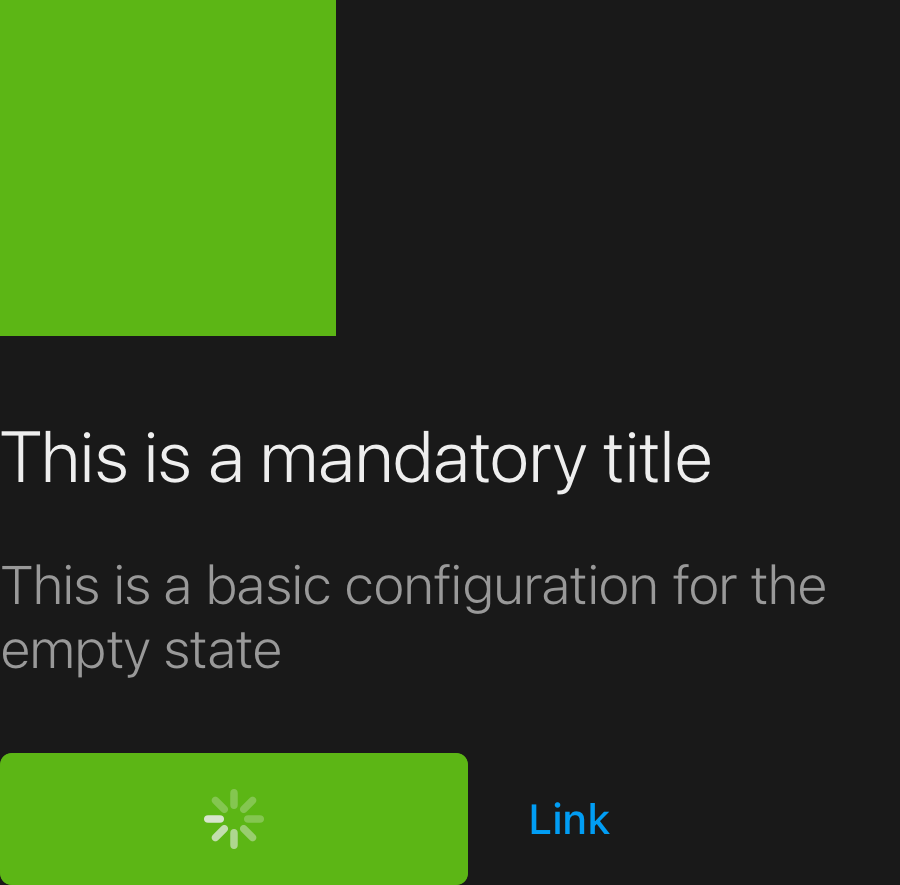 This is a mandatory title
This is a basic configuration for the
empty state
Link